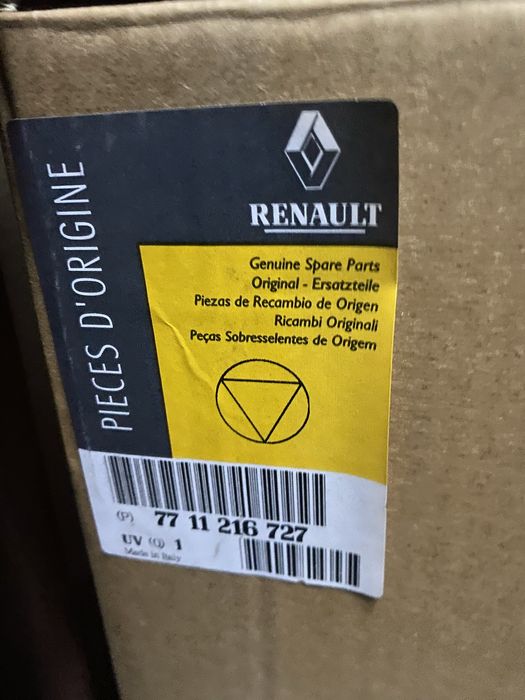 PIECES D'ORIGINE
RENAULT
Genuine Spare Parts
Original - Ersatzteile
Piezas de Recambio de Origen
Ricambi Originali
Peças Sobresselentes de Origem
(P) 77 11 216 727
UV (Q) 1
Made in Italy